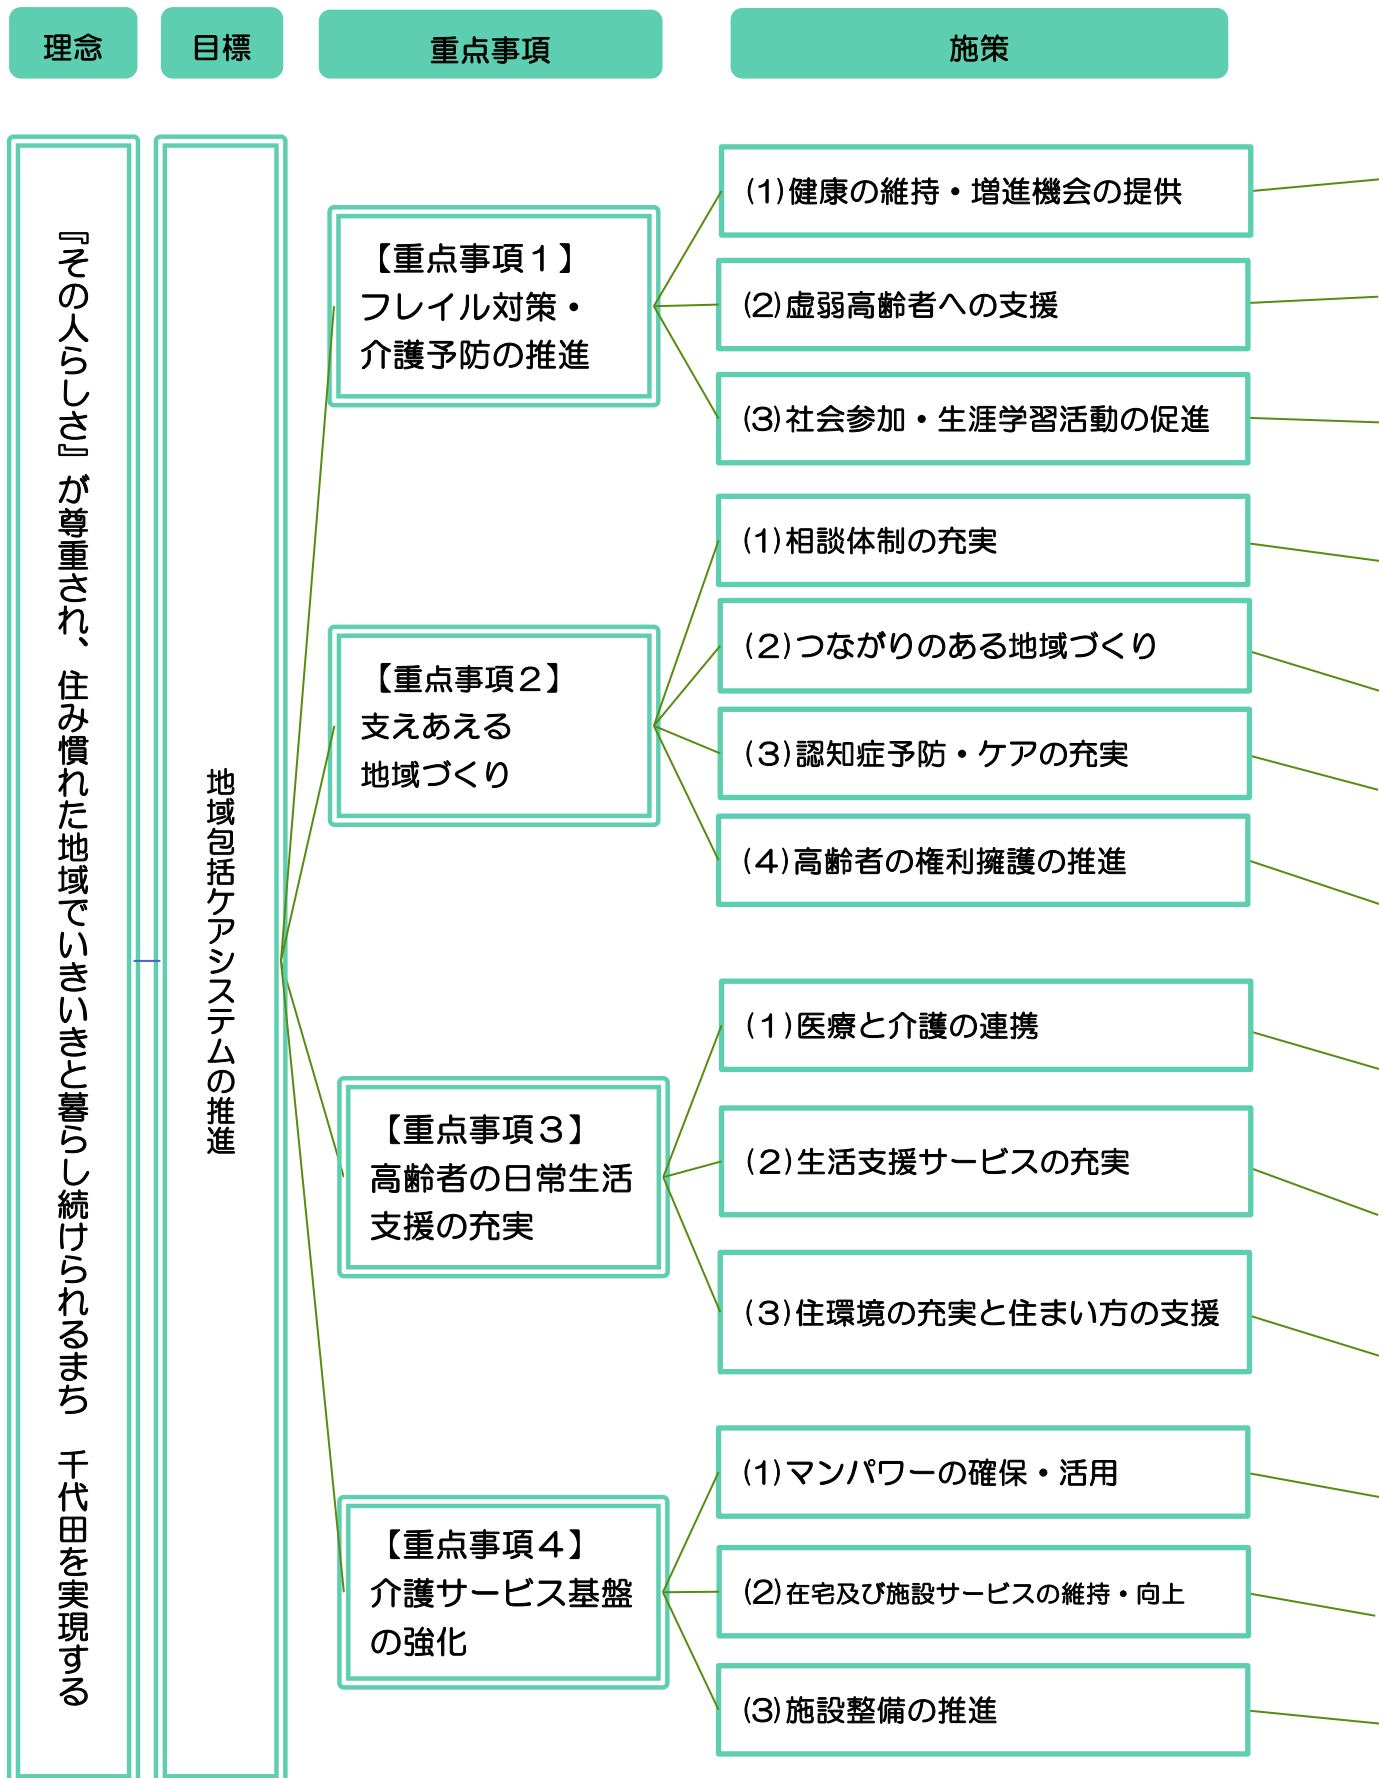 理念
目標
重点事項
施策
『その人らしさ』が尊重され、住み慣れた地域でいきいきと暮らし続けられるまち　千代田を実現する
地域包括ケアシステムの推進
【重点事項１】
フレイル対策・
介護予防の推進
(1)健康の維持・増進機会の提供
(2)虚弱高齢者への支援
(3)社会参加・生涯学習活動の促進
【重点事項２】
支えあえる
地域づくり
(1)相談体制の充実
(２)つながりのある地域づくり
(３)認知症予防・ケアの充実
(４)高齢者の権利擁護の推進
【重点事項３】
高齢者の日常生活
支援の充実
(１)医療と介護の連携
(２)生活支援サービスの充実
(３)住環境の充実と住まい方の支援
【重点事項４】
介護サービス基盤
の強化
(1)マンパワーの確保・活用
(2)在宅及び施設サービスの維持・向上
(3)施設整備の推進